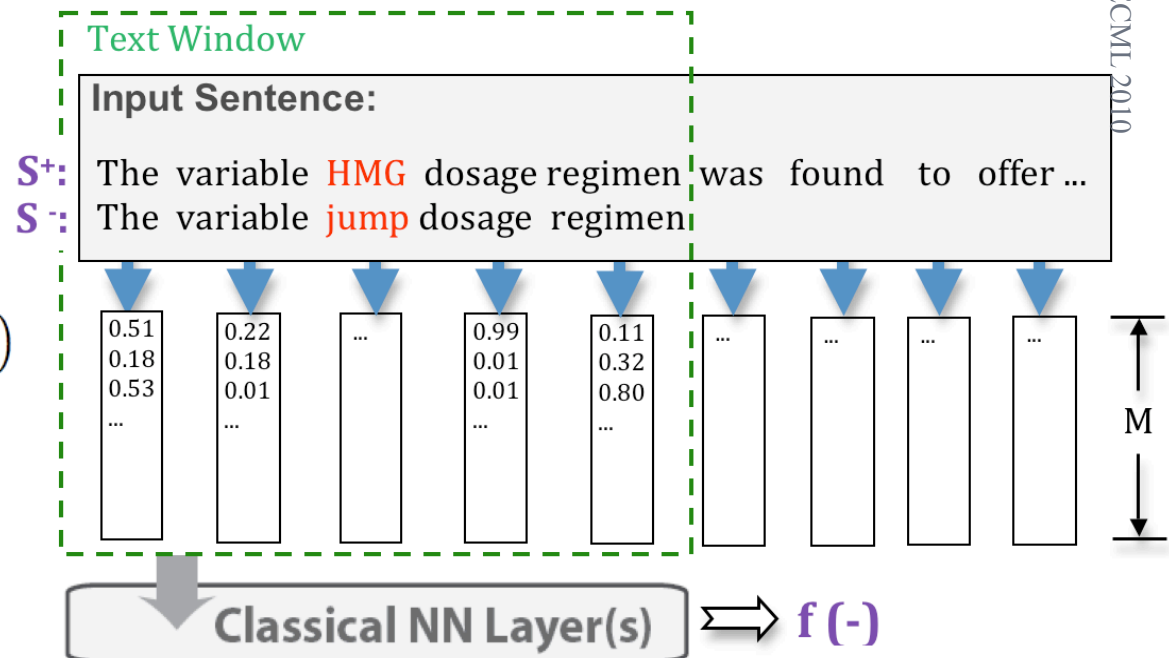 Text Window
Input Sentence:
S+: The variable HMG dosage regimen was found to offer ...
S -: The variable jump dosage regimen
0.51 0.22 ... 0.99 0.11 ... ... ... ...
0.18 0.18 0.01 0.32
0.53 0.01 0.01 0.80
... ... ... ...
)
M
Classical NN Layer(s) f (-)
ECML 2010